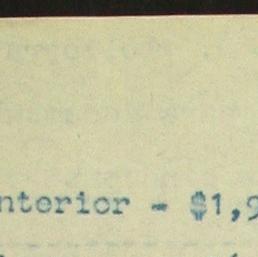 nterior - $1,9